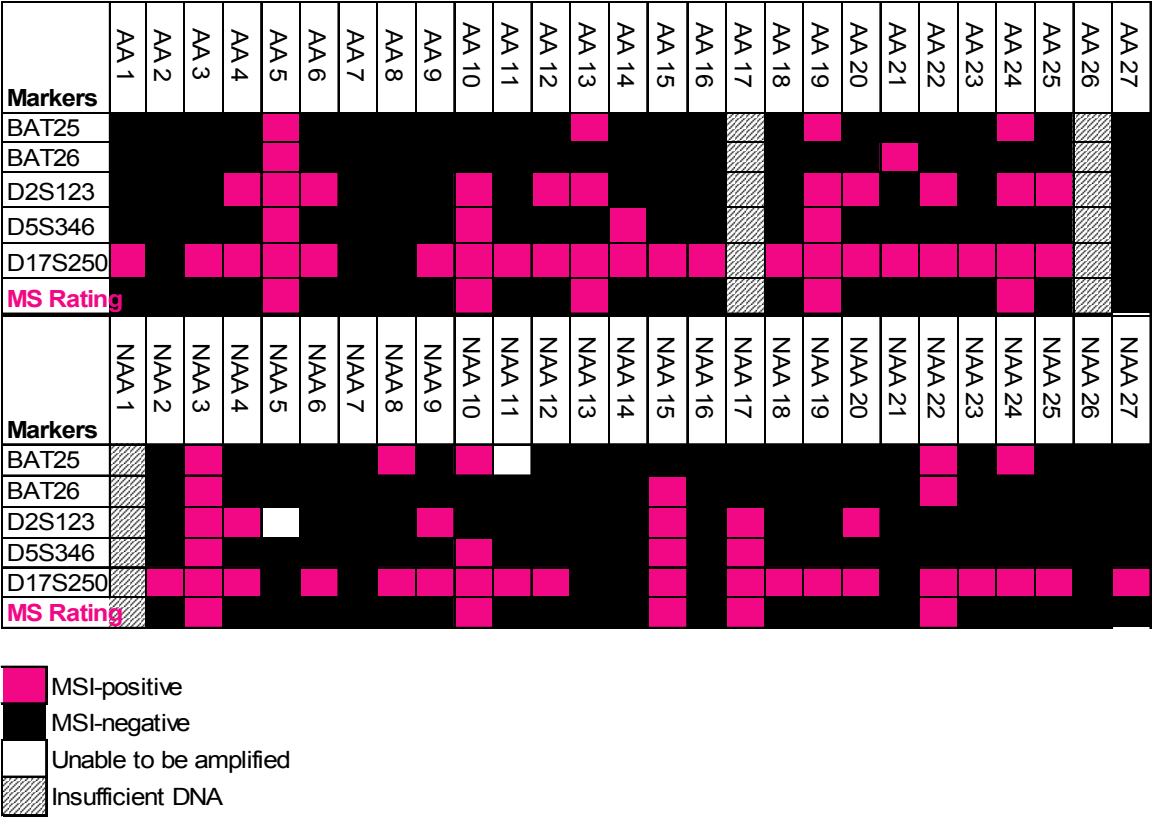 Markers AA 1 AA 2 AA 3 AA 4 AA 5 AA 6 AA 7 AA 8 AA 9 AA 10 AA 11 AA 12 AA 13 AA 14 AA 15 AA 16 AA 17 AA 18 AA 19 AA 20 AA 21 AA 22 AA 23 AA 24 AA 25 AA 26 AA 27
BAT25
BAT26
D2S123
D5S346
D17S250
MS Rating
Markers NAA 1 NAA 2 NAA 3 NAA 4 NAA 5 NAA 6 NAA 7 NAA 8 NAA 9 NAA 10 NAA 11 NAA 12 NAA 13 NAA 14 NAA 15 NAA 16 NAA 17 NAA 18 NAA 19 NAA 20 NAA 21 NAA 22 NAA 23 NAA 24 NAA 25 NAA 26 NAA 27
BAT25
BAT26
D2S123
D5S346
D17S250
MS Rating
MSI-positive
MSI-negative
Unable to be amplified
Insufficient DNA